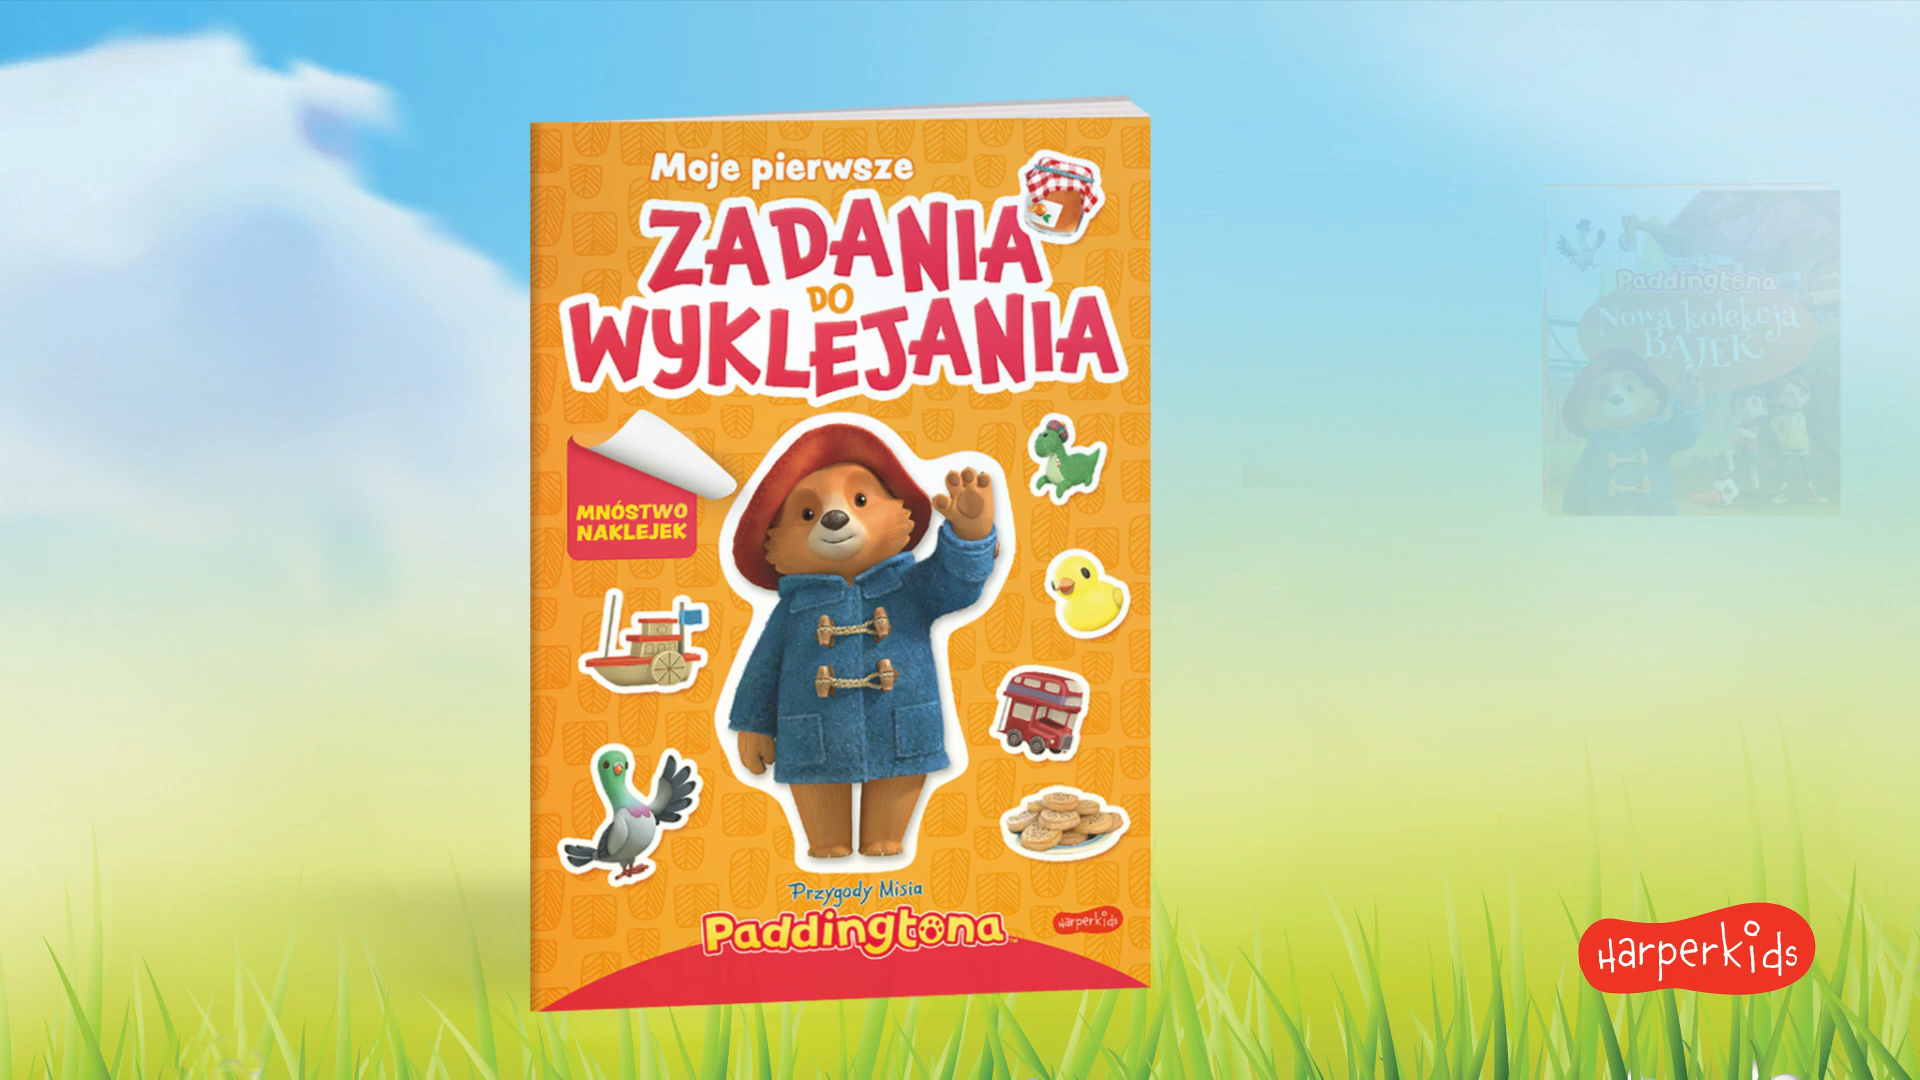 Moje pierwsze
ZADANIA
DO
WYKLEJANIA
MNÓSTWO
NAKLEJEK
Przygody Misia
Paddingtona
Harperkids
Paddingtona
Nowa kolekcja
BAJEK
Harperkids